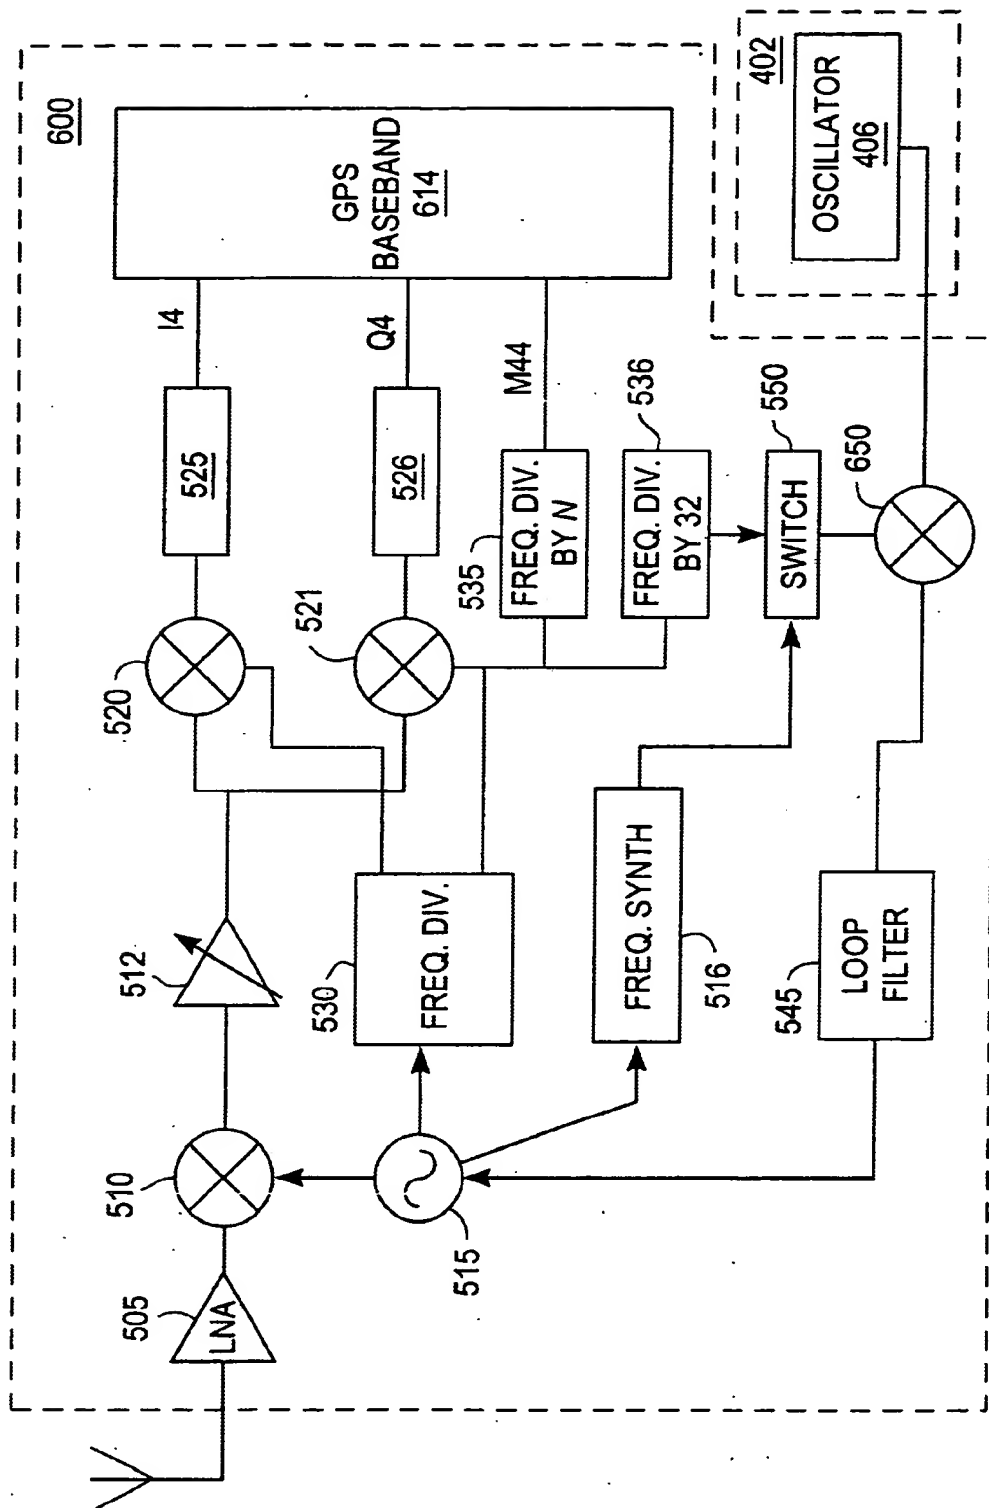 600
402
GPS
BASEBAND
614
OSCILLATOR
406
I4
Q4
M44
525
526
535
FREQ. DIV.
BY N
536
FREQ. DIV.
BY 32
550
SWITCH
650
520
521
512
530
FREQ. DIV.
FREQ. SYNTH
516
545
LOOP
FILTER
510
515
505
LNA